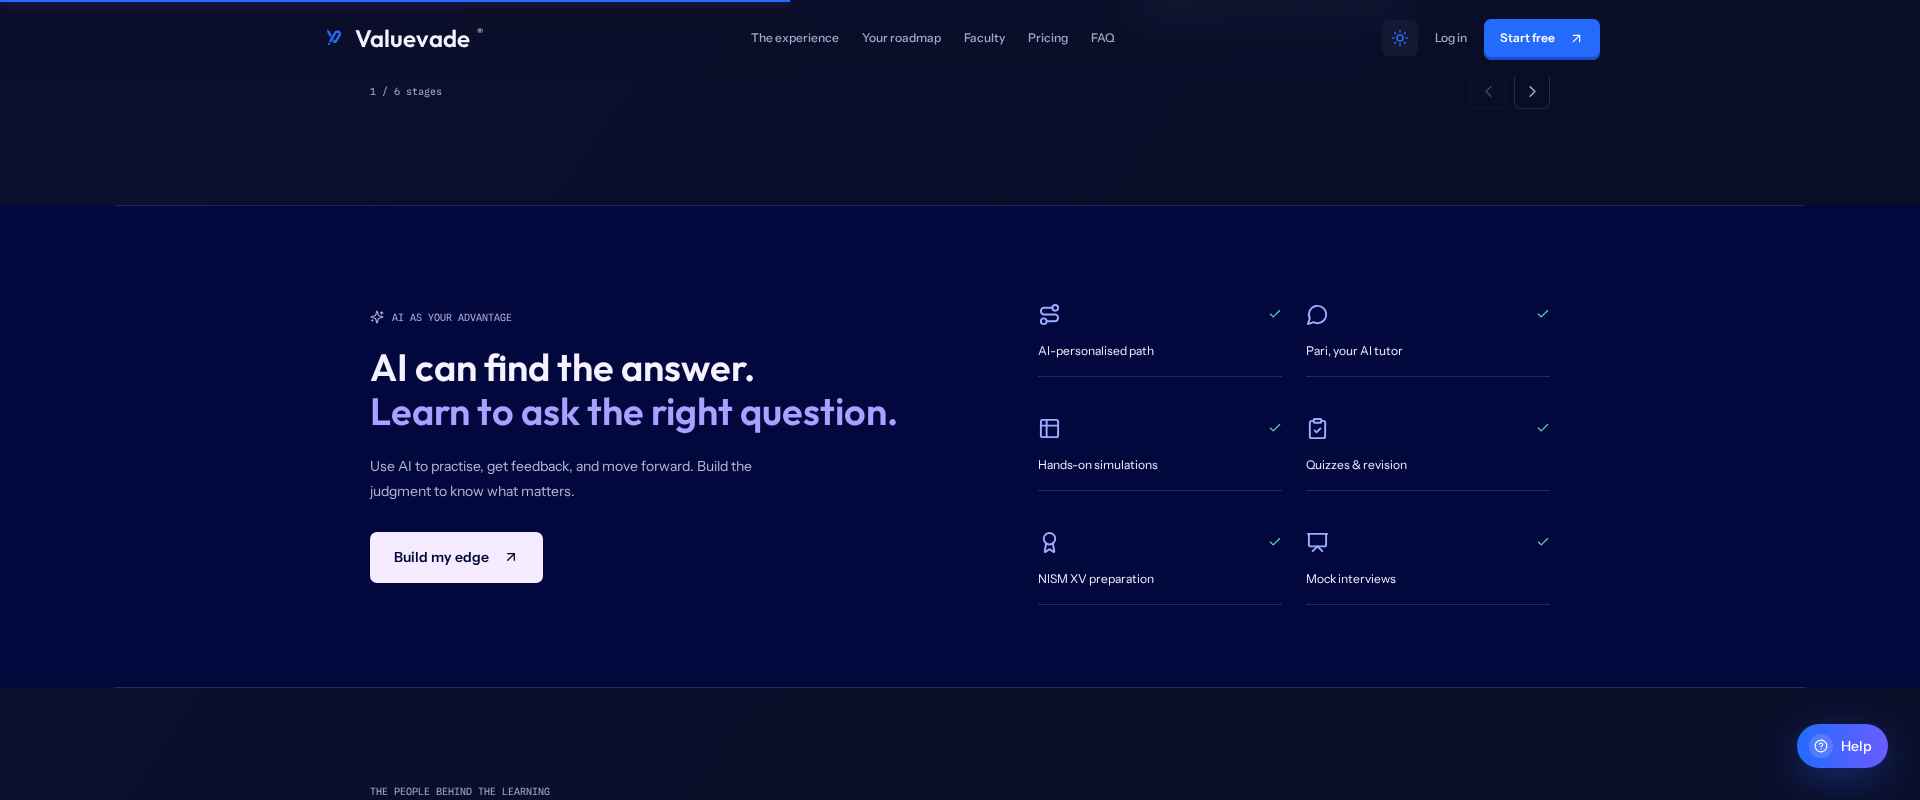 Valuevade ®
The experience
Your roadmap
Faculty
Pricing
FAQ
Log in
Start free
1 / 6 stages
AI AS YOUR ADVANTAGE
AI can find the answer.
Learn to ask the right question.
Use AI to practise, get feedback, and move forward. Build the
judgment to know what matters.
Build my edge
AI-personalised path
Pari, your AI tutor
Hands-on simulations
Quizzes & revision
NISM XV preparation
Mock interviews
Help
THE PEOPLE BEHIND THE LEARNING